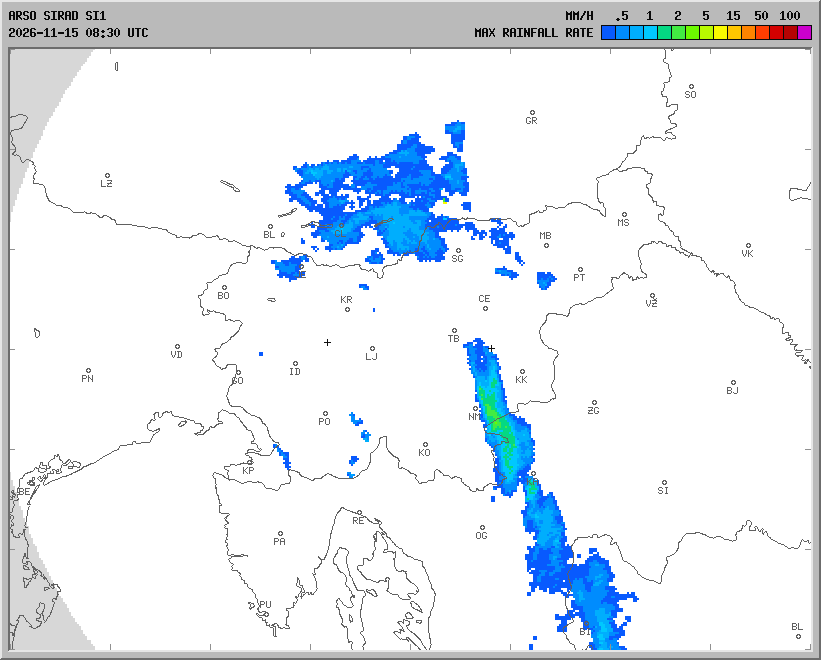 ARSO SIRAD SI1
2026-11-15 08:30 UTC
MM/H .5 1 2 5 15 50 100
MAX RAINFALL RATE
SO
GR
LZ
MS
BL
MB
VK
SG
PT
BO
KR
CE
VZ
TB
VD
LJ
ID
KK
PN
GO
BJ
NM
ZG
PO
KO
KP
SI
BE
RE
OG
PA
PU
BI
BL